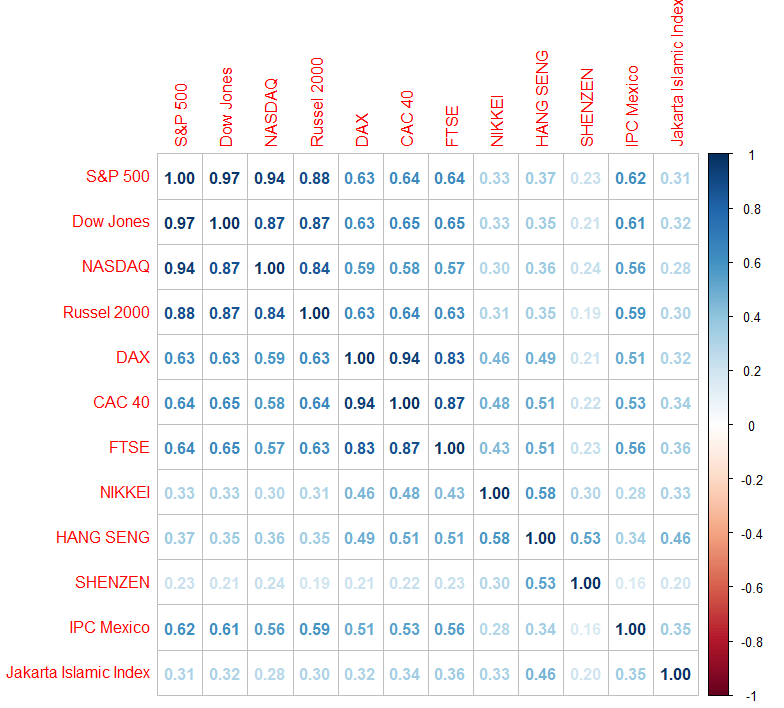 S&P 500 Dow Jones NASDAQ Russel 2000 DAX CAC 40 FTSE NIKKEI HANG SENG SHENZEN IPC Mexico Jakarta Islamic Index
S&P 500 1.00 0.97 0.94 0.88 0.63 0.64 0.64 0.33 0.37 0.23 0.62 0.31
Dow Jones 0.97 1.00 0.87 0.87 0.63 0.65 0.65 0.33 0.35 0.21 0.61 0.32
NASDAQ 0.94 0.87 1.00 0.84 0.59 0.58 0.57 0.30 0.36 0.24 0.56 0.28
Russel 2000 0.88 0.87 0.84 1.00 0.63 0.64 0.63 0.31 0.35 0.19 0.59 0.30
DAX 0.63 0.63 0.59 0.63 1.00 0.94 0.83 0.46 0.49 0.21 0.51 0.32
CAC 40 0.64 0.65 0.58 0.64 0.94 1.00 0.87 0.48 0.51 0.22 0.53 0.34
FTSE 0.64 0.65 0.57 0.63 0.83 0.87 1.00 0.43 0.51 0.23 0.56 0.36
NIKKEI 0.33 0.33 0.30 0.31 0.46 0.48 0.43 1.00 0.58 0.30 0.28 0.33
HANG SENG 0.37 0.35 0.36 0.35 0.49 0.51 0.51 0.58 1.00 0.53 0.34 0.46
SHENZEN 0.23 0.21 0.24 0.19 0.21 0.22 0.23 0.30 0.53 1.00 0.16 0.20
IPC Mexico 0.62 0.61 0.56 0.59 0.51 0.53 0.56 0.28 0.34 0.16 1.00 0.35
Jakarta Islamic Index 0.31 0.32 0.28 0.30 0.32 0.34 0.36 0.33 0.46 0.20 0.35 1.00
1
0.8
0.6
0.4
0.2
0
-0.2
-0.4
-0.6
-0.8
-1